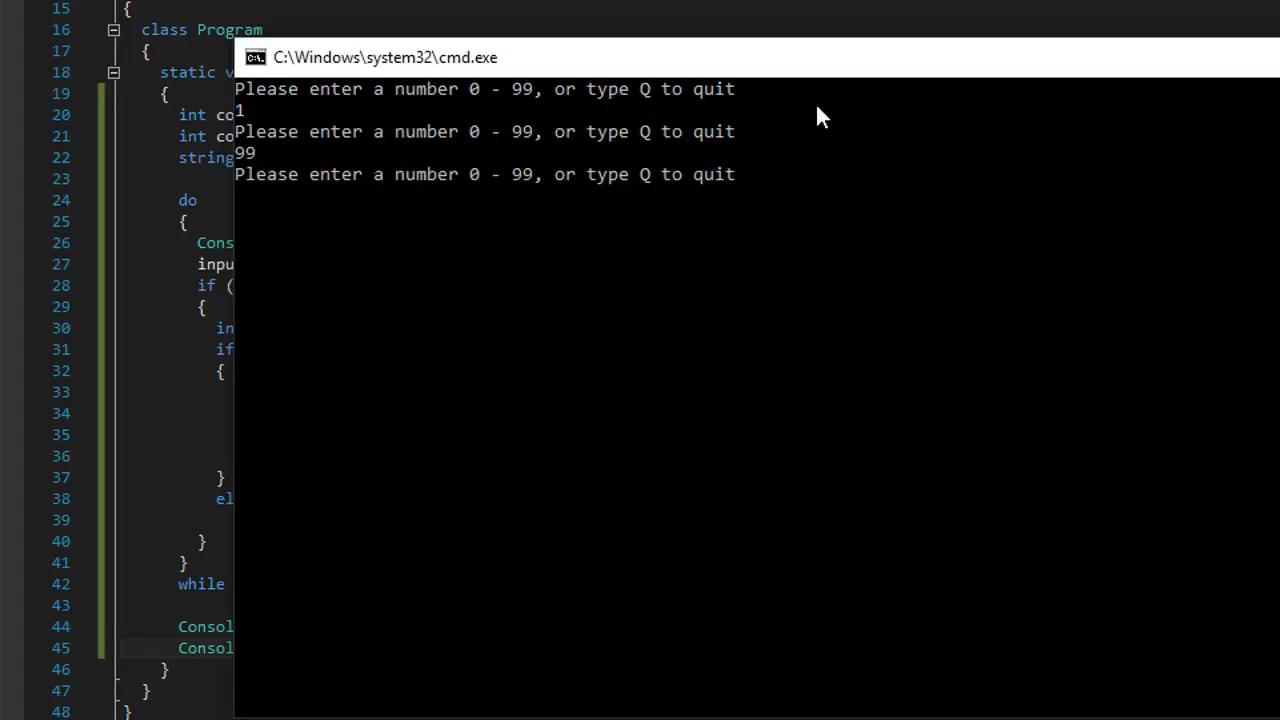 15 {
16 class Program
17 {
18 static v
19 {
20 int co
21 int co
22 string
23
24 do
25 {
26 Cons
27 inpu
28 if (
29 {
30 in
31 if
32 {
33
34
35
36
37 }
38 el
39
40 }
41 }
42 while
43
44 Consol
45 Consol
46 }
47 }
48 }
C:\Windows\system32\cmd.exe
Please enter a number 0 - 99, or type Q to quit
1
Please enter a number 0 - 99, or type Q to quit
99
Please enter a number 0 - 99, or type Q to quit